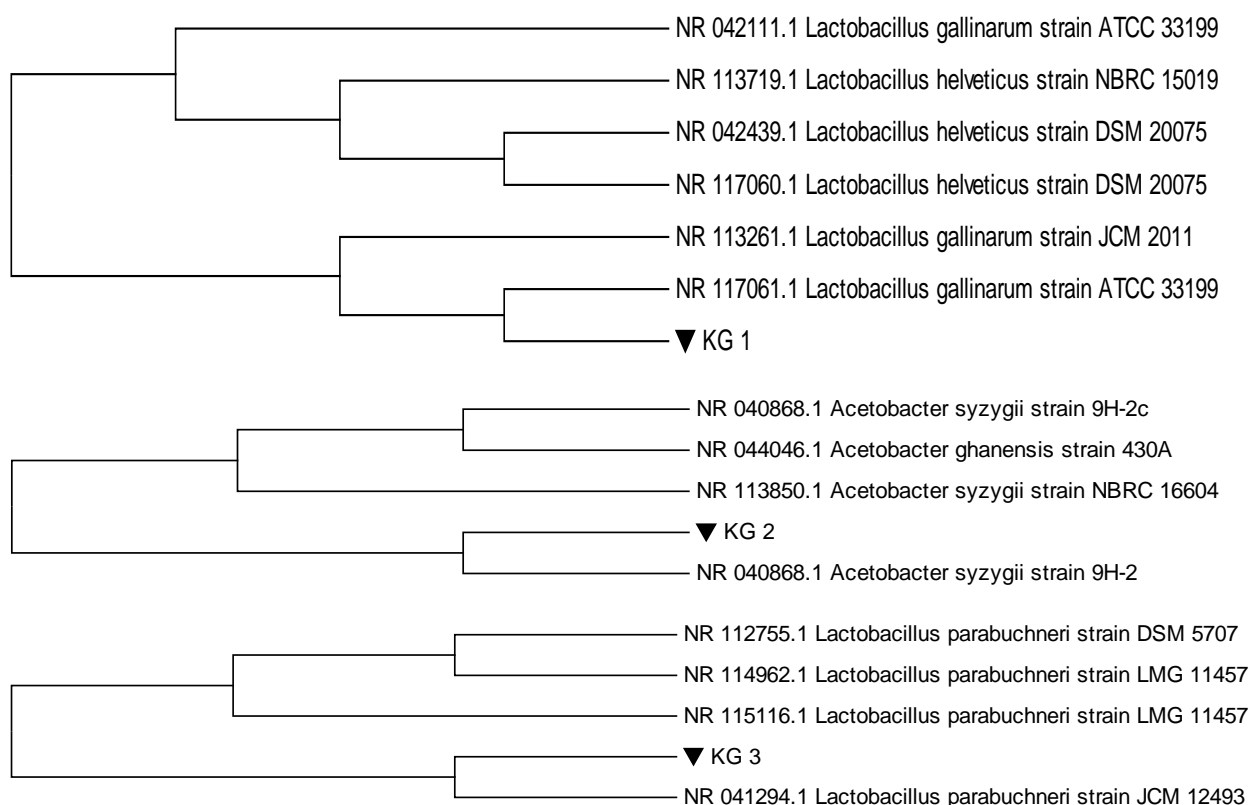 NR 042111.1 Lactobacillus gallinarum strain ATCC 33199
NR 113719.1 Lactobacillus helveticus strain NBRC 15019
NR 042439.1 Lactobacillus helveticus strain DSM 20075
NR 117060.1 Lactobacillus helveticus strain DSM 20075
NR 113261.1 Lactobacillus gallinarum strain JCM 2011
NR 117061.1 Lactobacillus gallinarum strain ATCC 33199
KG 1
NR 040868.1 Acetobacter syzygii strain 9H-2c
NR 044046.1 Acetobacter ghanensis strain 430A
NR 113850.1 Acetobacter syzygii strain NBRC 16604
KG 2
NR 040868.1 Acetobacter syzygii strain 9H-2
NR 112755.1 Lactobacillus parabuchneri strain DSM 5707
NR 114962.1 Lactobacillus parabuchneri strain LMG 11457
NR 115116.1 Lactobacillus parabuchneri strain LMG 11457
KG 3
NR 041294.1 Lactobacillus parabuchneri strain JCM 12493